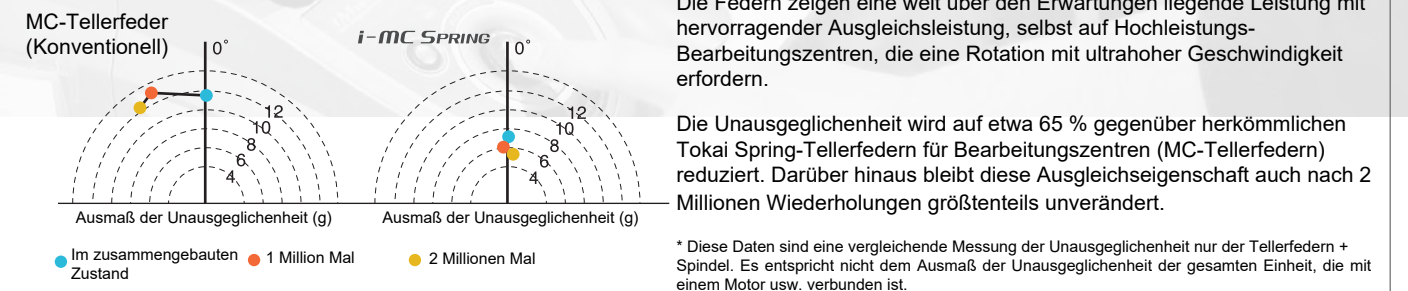 MC-Tellerfeder
(Konventionell)
0°
12
10
8
6
4
Ausmaß der Unausgeglichenheit (g)
i-MC SPRING
0°
12
10
8
6
4
Ausmaß der Unausgeglichenheit (g)
Im zusammengebauten
Zustand
1 Million Mal
2 Millionen Mal
Die Federn zeigen eine weit über den Erwartungen liegende Leistung mit
hervorragender Ausgleichsleistung, selbst auf Hochleistungs-
Bearbeitungszentren, die eine Rotation mit ultrahoher Geschwindigkeit
erfordern.
Die Unausgeglichenheit wird auf etwa 65 % gegenüber herkömmlichen
Tokai Spring-Tellerfedern für Bearbeitungszentren (MC-Tellerfedern)
reduziert. Darüber hinaus bleibt diese Ausgleichseigenschaft auch nach 2
Millionen Wiederholungen größtenteils unverändert.
* Diese Daten sind eine vergleichende Messung der Unausgeglichenheit nur der Tellerfedern +
Spindel. Es entspricht nicht dem Ausmaß der Unausgeglichenheit der gesamten Einheit, die mit
einem Motor usw. verbunden ist.